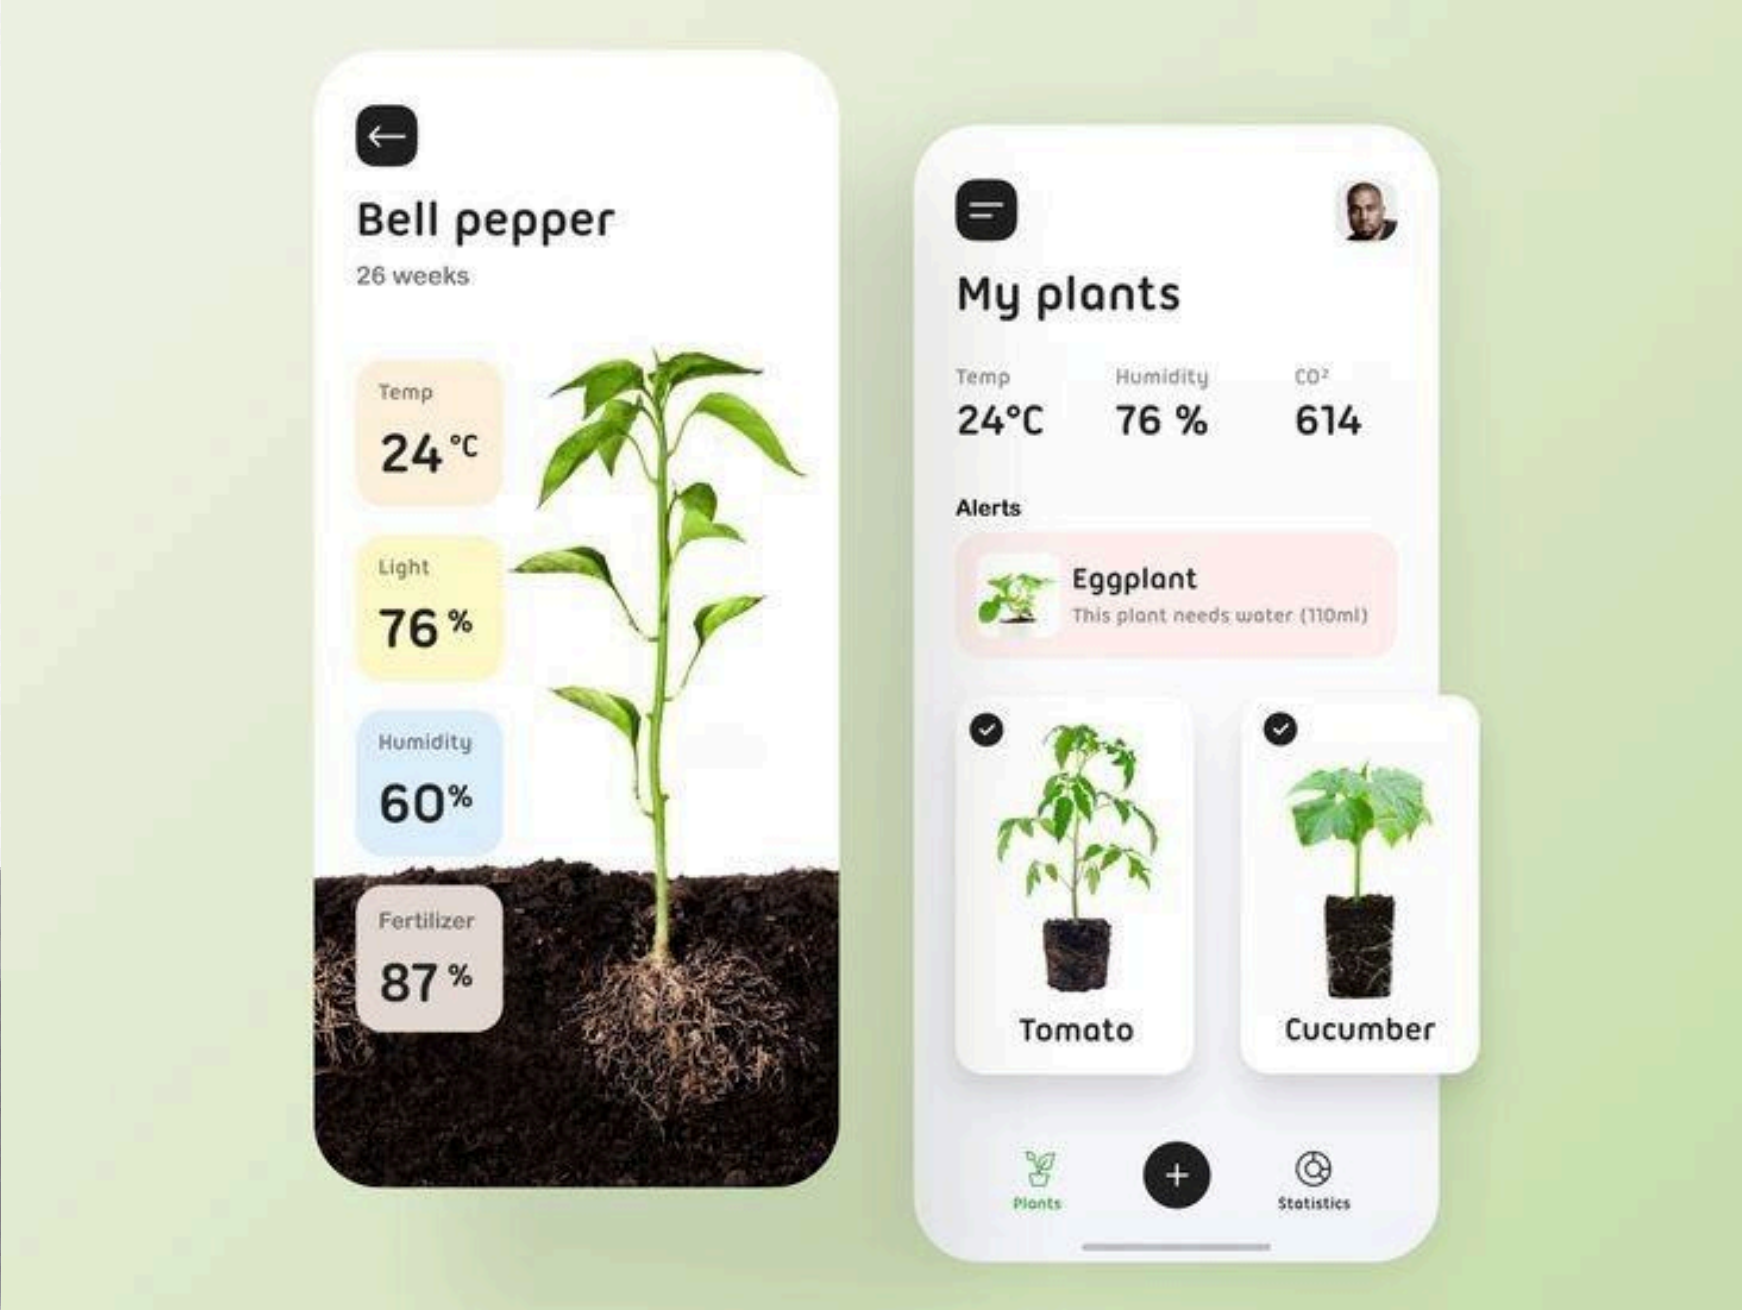 Bell pepper
26 weeks
Temp
24 °C
Light
76 %
Humidity
60%
Fertilizer
87 %
My plants
Temp Humidity CO²
24°C 76 % 614
Alerts
Eggplant
This plant needs water (110ml)
Tomato Cucumber
Plants Statistics